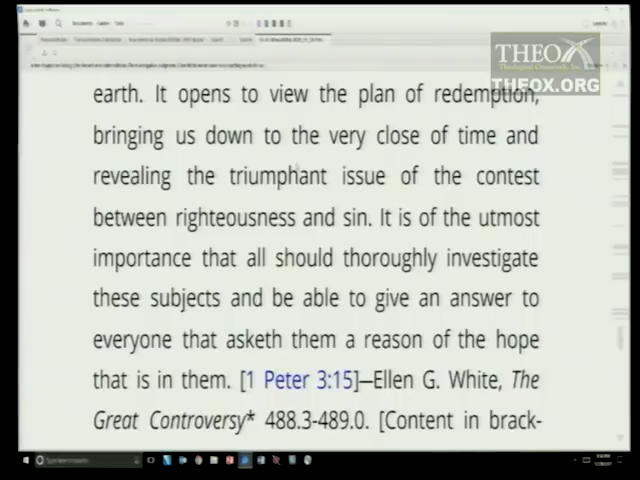 THEOX
THEOX.ORG
earth. It opens to view the plan of redemption,
bringing us down to the very close of time and
revealing the triumphant issue of the contest
between righteousness and sin. It is of the utmost
importance that all should thoroughly investigate
these subjects and be able to give an answer to
everyone that asketh them a reason of the hope
that is in them. [1 Peter 3:15]—Ellen G. White, The
Great Controversy* 488.3-489.0. [Content in brack-